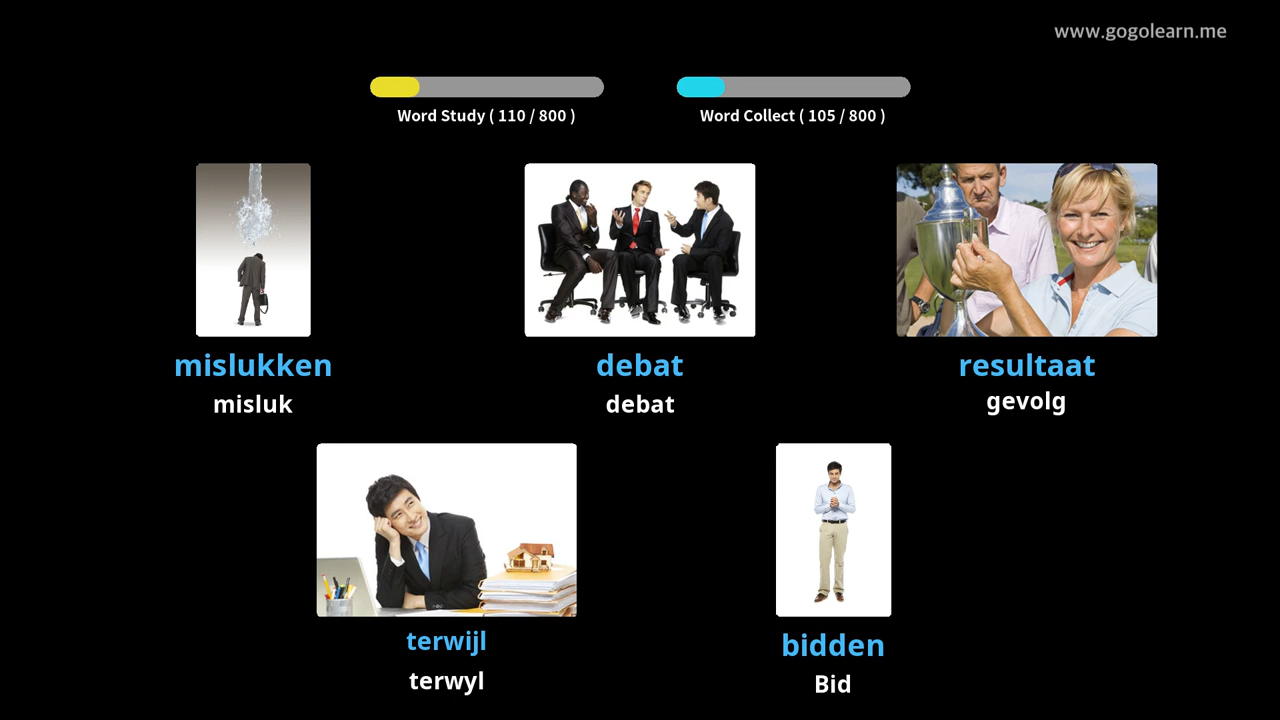 www.gogolearn.me
Word Study ( 110 / 800 )
Word Collect ( 105 / 800 )
mislukken
misluk
debat
debat
resultaat
gevolg
terwijl
terwyl
bidden
Bid